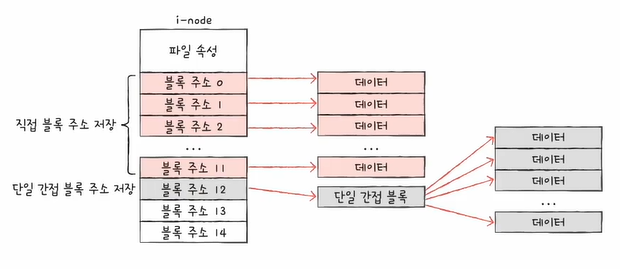 i-node
파일 속성
블록 주소 0
데이터
블록 주소 1
데이터
직접 블록 주소 저장
블록 주소 2
데이터
...
...
데이터
데이터
데이터
...
데이터
블록 주소 11
데이터
단일 간접 블록 주소 저장
블록 주소 12
단일 간접 블록
블록 주소 13
블록 주소 14